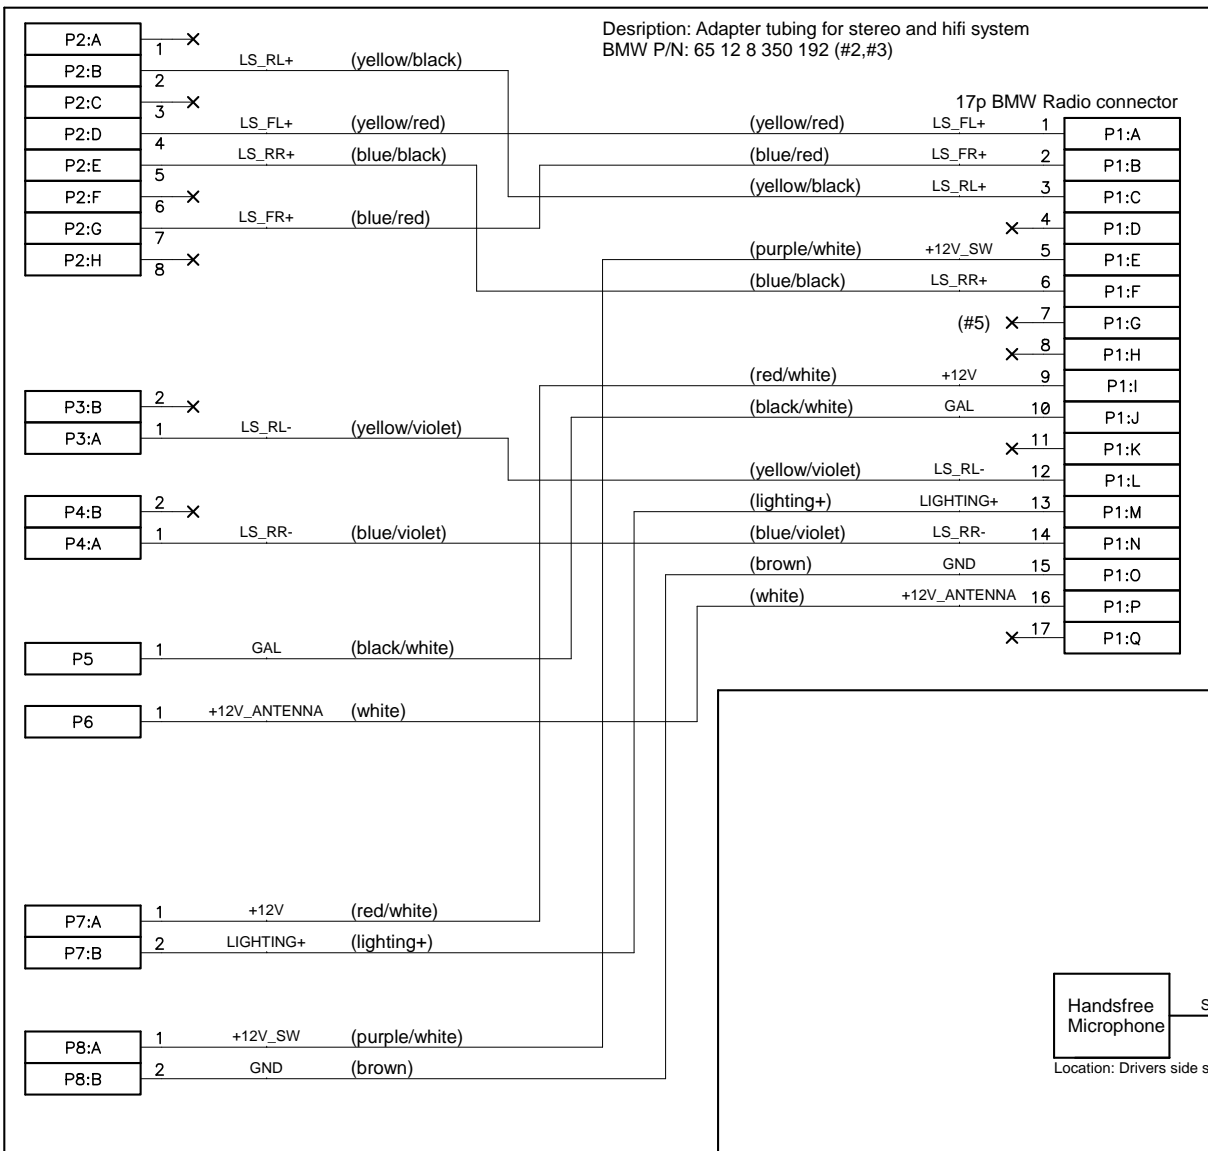 Desription: Adapter tubing for stereo and hifi system
BMW P/N: 65 12 8 350 192 (#2,#3)
P2:A 1
P2:B 2 LS_RL+ (yellow/black)
P2:C 3
P2:D 4 LS_FL+ (yellow/red)
P2:E 5 LS_RR+ (blue/black)
P2:F 6
P2:G 7 LS_FR+ (blue/red)
P2:H 8
17p BMW Radio connector
(yellow/red) LS_FL+ 1 P1:A
(blue/red) LS_FR+ 2 P1:B
(yellow/black) LS_RL+ 3 P1:C
4 P1:D
(purple/white) +12V_SW 5 P1:E
(blue/black) LS_RR+ 6 P1:F
(#5) 7 P1:G
8 P1:H
(red/white) +12V 9 P1:I
(black/white) GAL 10 P1:J
11 P1:K
(yellow/violet) LS_RL- 12 P1:L
(lighting+) LIGHTING+ 13 P1:M
(blue/violet) LS_RR- 14 P1:N
(brown) GND 15 P1:O
(white) +12V_ANTENNA 16 P1:P
17 P1:Q
P3:B 2
P3:A 1 LS_RL- (yellow/violet)
P4:B 2
P4:A 1 LS_RR- (blue/violet)
P5 1 GAL (black/white)
P6 1 +12V_ANTENNA (white)
P7:A 1 +12V (red/white)
P7:B 2 LIGHTING+ (lighting+)
P8:A 1 +12V_SW (purple/white)
P8:B 2 GND (brown)
Handsfree
Microphone
S
Location: Drivers side s